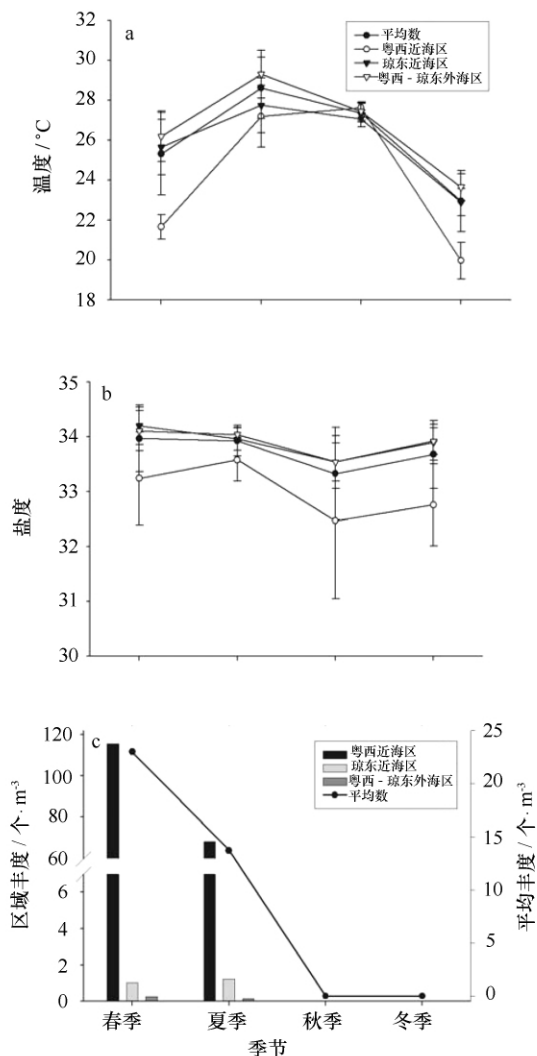 a
32
30
28
26
24
22
20
18
温度 / °C
平均数
粤西近海区
琼东近海区
粤西 - 琼东外海区
b
35
34
33
32
31
30
盐度
c
120
100
80
60
6
4
2
0
区域丰度 / 个· m⁻³
粤西近海区
琼东近海区
粤西 - 琼东外海区
平均数
25
20
15
10
5
0
平均丰度 / 个· m⁻³
春季 夏季 秋季 冬季
季节